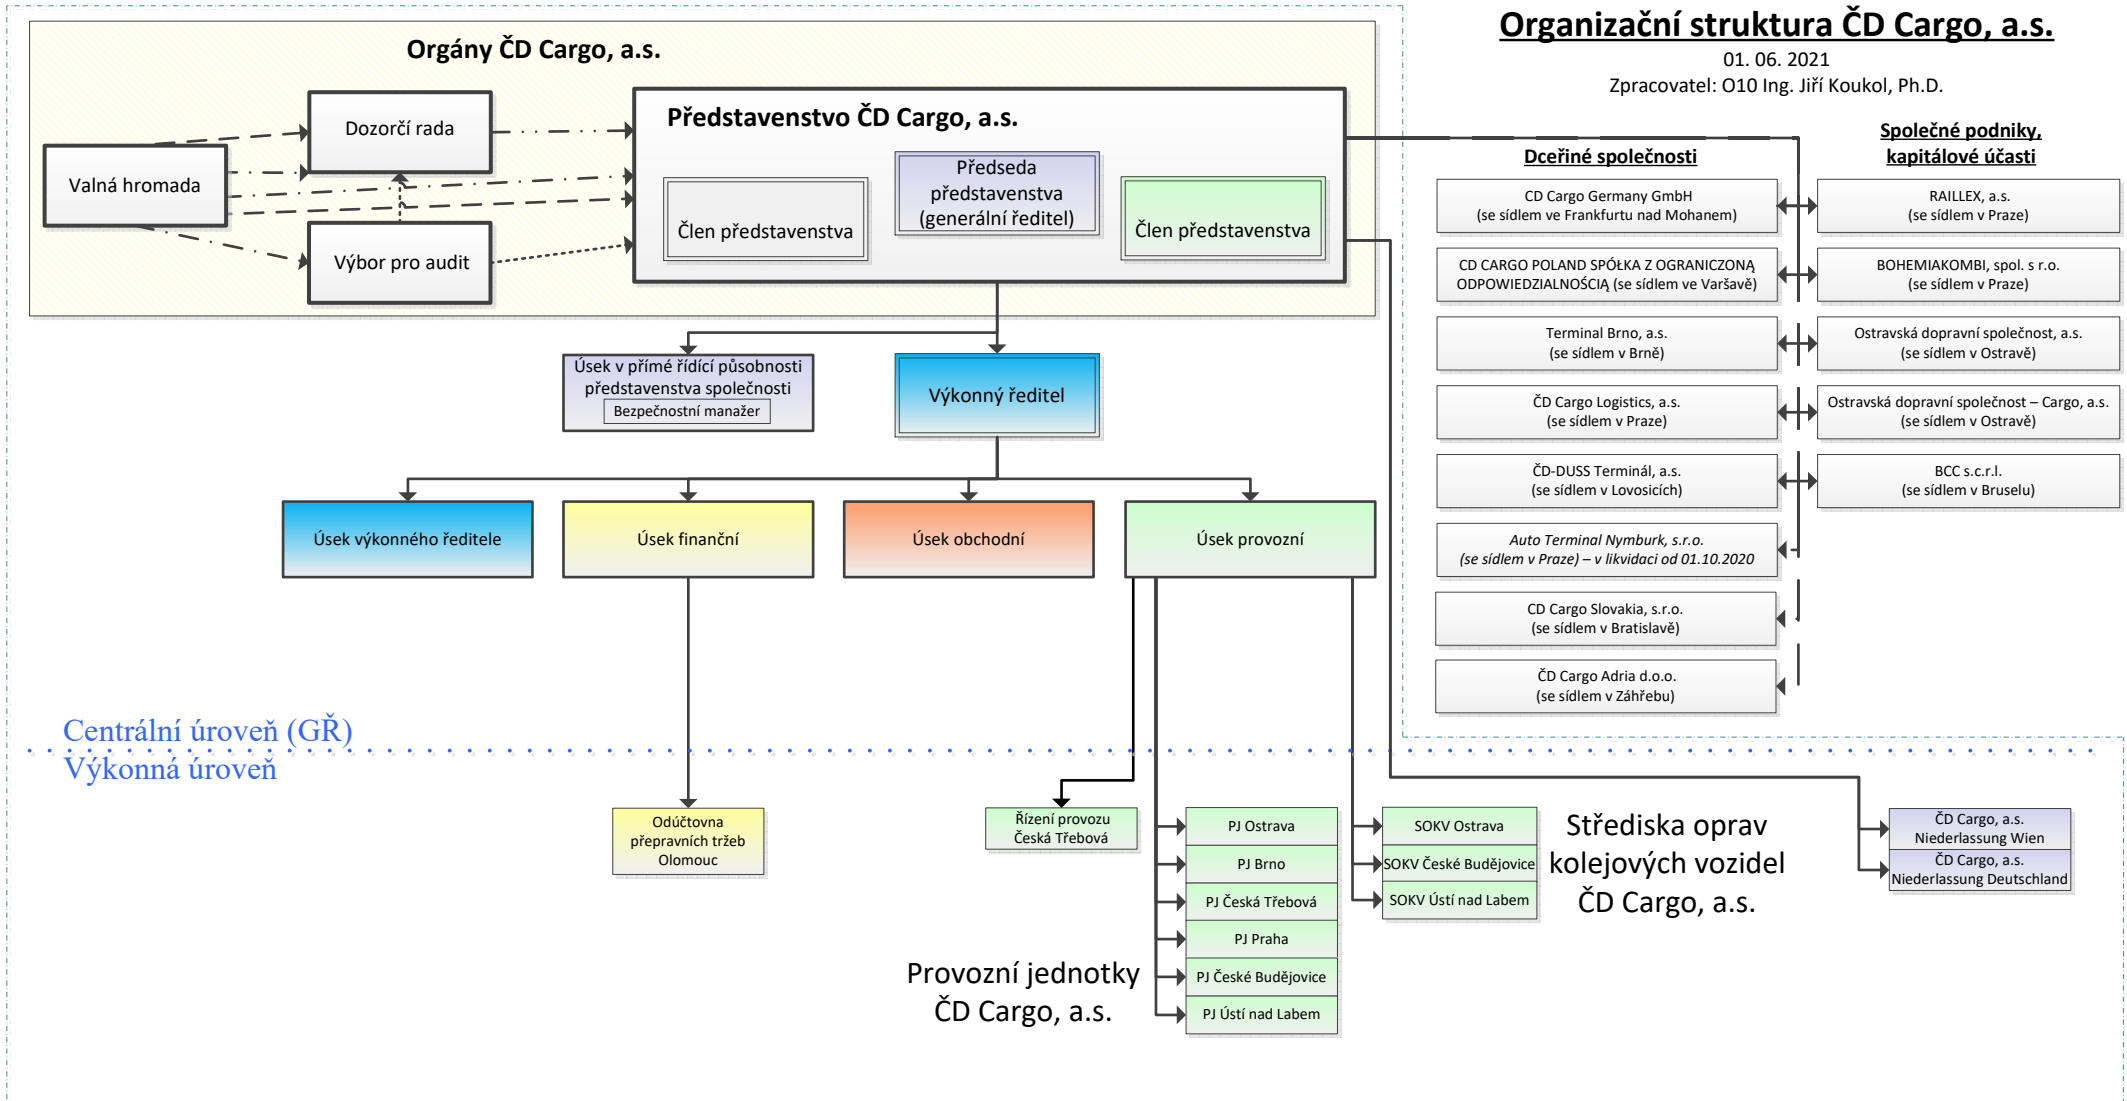 Organizační struktura ČD Cargo, a.s.
01. 06. 2021
Zpracovatel: O10 Ing. Jiří Koukol, Ph.D.
Orgány ČD Cargo, a.s.
Valná hromada
Dozorčí rada
Výbor pro audit
Představenstvo ČD Cargo, a.s.
Člen představenstva
Předseda
představenstva
(generální ředitel)
Člen představenstva
Úsek v přímé řídící působnosti
představenstva společnosti
Bezpečnostní manažer
Výkonný ředitel
Úsek výkonného ředitele
Úsek finanční
Úsek obchodní
Úsek provozní
Dceřiné společnosti
CD Cargo Germany GmbH
(se sídlem ve Frankfurtu nad Mohanem)
CD CARGO POLAND SPÓŁKA Z OGRANICZONĄ
ODPOWIEDZIALNOŚCIĄ (se sídlem ve Varšavě)
Terminal Brno, a.s.
(se sídlem v Brně)
ČD Cargo Logistics, a.s.
(se sídlem v Praze)
ČD-DUSS Terminál, a.s.
(se sídlem v Lovosicích)
Auto Terminal Nymburk, s.r.o.
(se sídlem v Praze) – v likvidaci od 01.10.2020
CD Cargo Slovakia, s.r.o.
(se sídlem v Bratislavě)
ČD Cargo Adria d.o.o.
(se sídlem v Záhřebu)
Společné podniky,
kapitálové účasti
RAILLEX, a.s.
(se sídlem v Praze)
BOHEMIAKOMBI, spol. s r.o.
(se sídlem v Praze)
Ostravská dopravní společnost, a.s.
(se sídlem v Ostravě)
Ostravská dopravní společnost – Cargo, a.s.
(se sídlem v Ostravě)
BCC s.c.r.l.
(se sídlem v Bruselu)
Centrální úroveň (GŘ)
Výkonná úroveň
Odúčtovna
přepravních tržeb
Olomouc
Řízení provozu
Česká Třebová
Provozní jednotky
ČD Cargo, a.s.
PJ Ostrava
PJ Brno
PJ Česká Třebová
PJ Praha
PJ České Budějovice
PJ Ústí nad Labem
SOKV Ostrava
SOKV České Budějovice
SOKV Ústí nad Labem
Střediska oprav
kolejových vozidel
ČD Cargo, a.s.
ČD Cargo, a.s.
Niederlassung Wien
ČD Cargo, a.s.
Niederlassung Deutschland